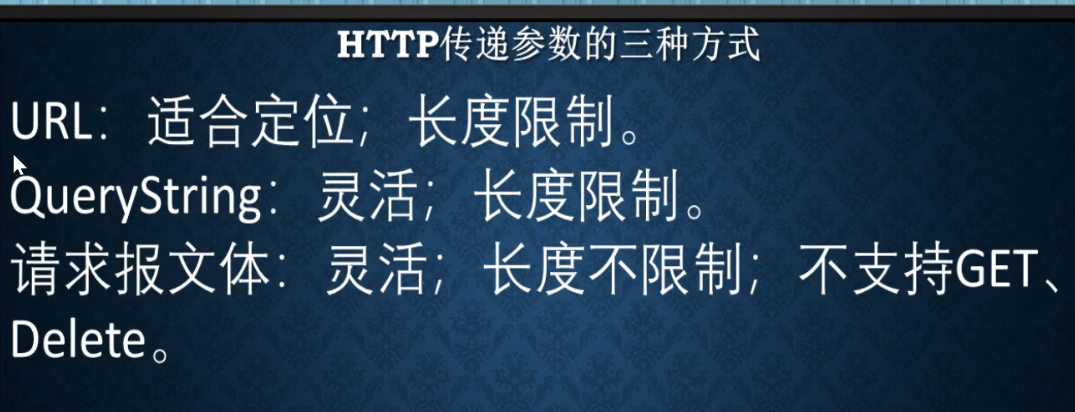 HTTP传递参数的三种方式
URL：适合定位；长度限制。
QueryString：灵活；长度限制。
请求报文体：灵活；长度不限制；不支持GET、
Delete。